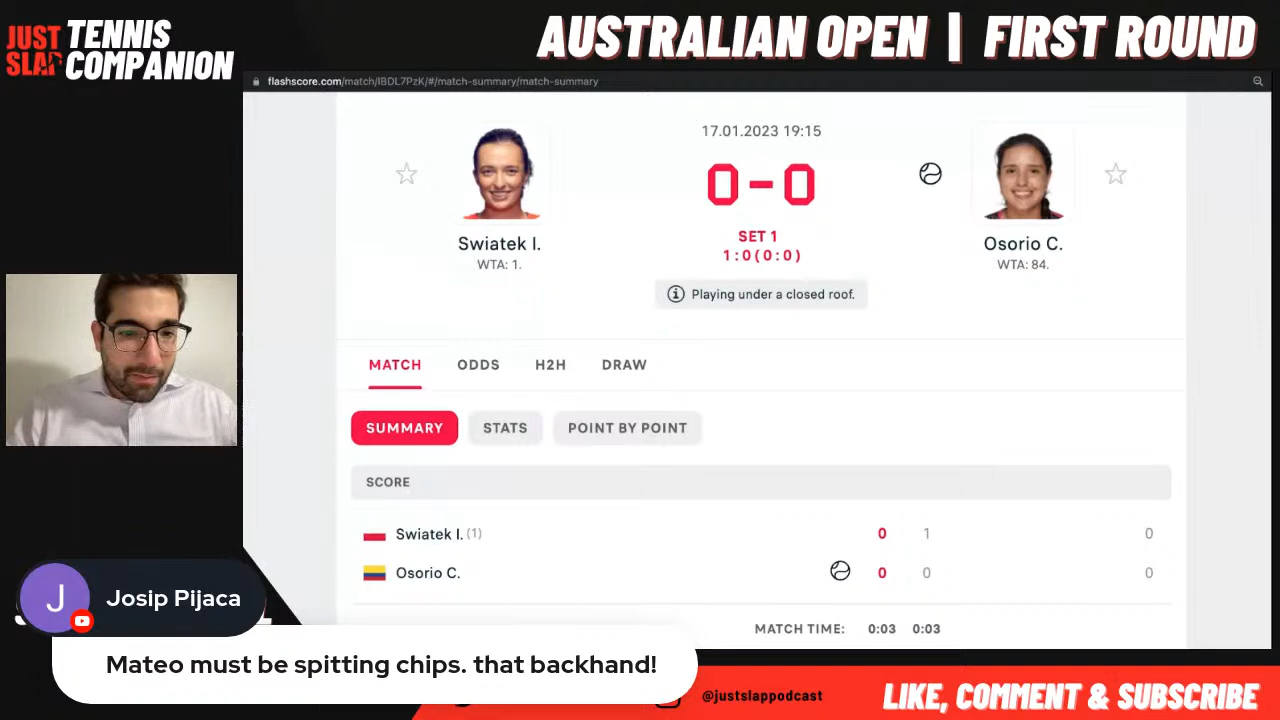 JUST TENNIS
SLAP COMPANION
AUSTRALIAN OPEN | FIRST ROUND
flashscore.com/match/IBDL7PzK/#/match-summary/match-summary
17.01.2023 19:15
0-0
SET 1
1 : 0 ( 0 : 0 )
Swiatek I.
WTA: 1.
Osorio C.
WTA: 84.
Playing under a closed roof.
MATCH ODDS H2H DRAW
SUMMARY STATS POINT BY POINT
SCORE
Swiatek I. (1) 0 1 0
Osorio C. 0 0 0
MATCH TIME: 0:03 0:03
J Josip Pijaca
Mateo must be spitting chips. that backhand!
@justslappodcast
LIKE, COMMENT & SUBSCRIBE